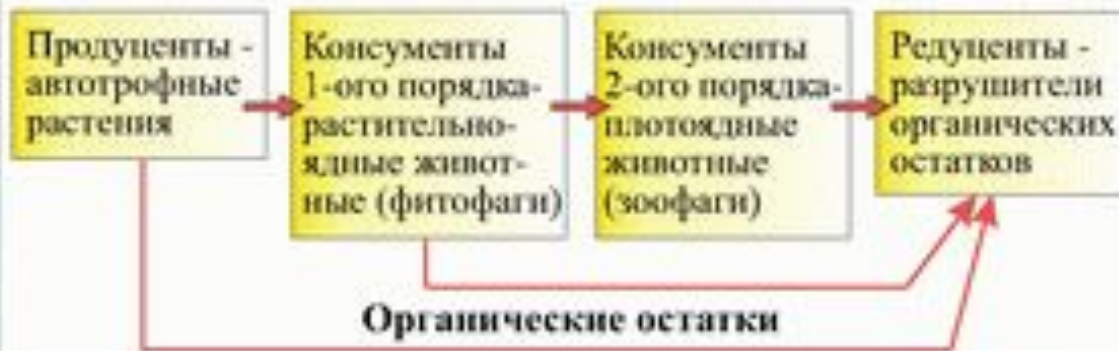 Продуценты -
автотрофные
растения
Консументы
1-ого порядка-
растительно-
ядные живот-
ные (фитофаги)
Консументы
2-ого порядка-
плотоядные
животные
(зоофаги)
Редуценты -
разрушители
органических
остатков
Органические остатки